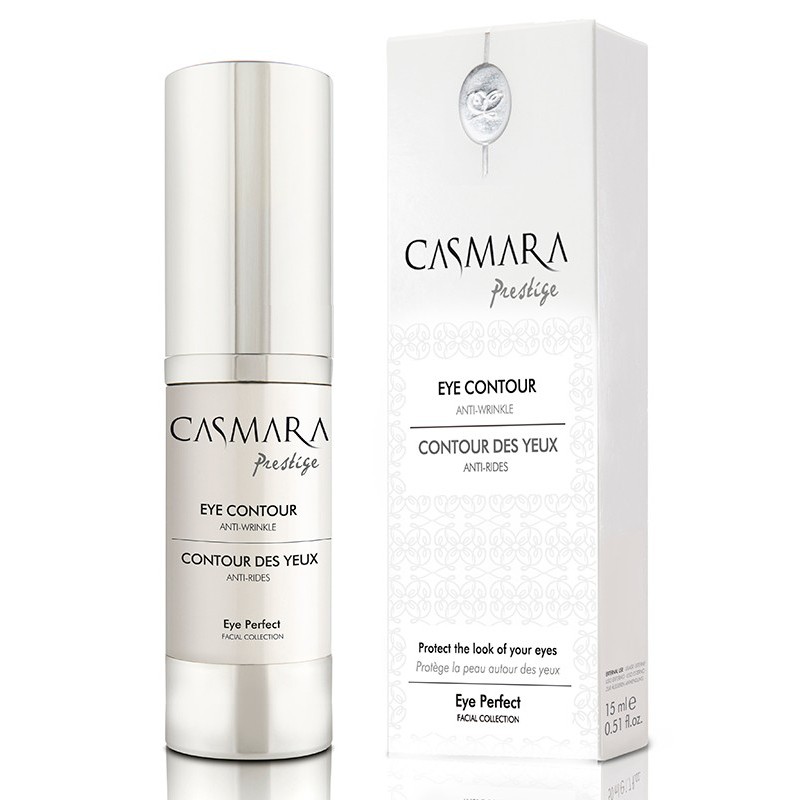 CASMARA
Prestige
EYE CONTOUR
ANTI-WRINKLE
CONTOUR DES YEUX
ANTI-RIDES
Eye Perfect
FACIAL COLLECTION
CASMARA
Prestige
EYE CONTOUR
ANTI-WRINKLE
CONTOUR DES YEUX
ANTI-RIDES
Protect the look of your eyes
Protège la peau autour des yeux
Eye Perfect
FACIAL COLLECTION
EXTERNAL USE
15 ml e
0.51 fl.oz.